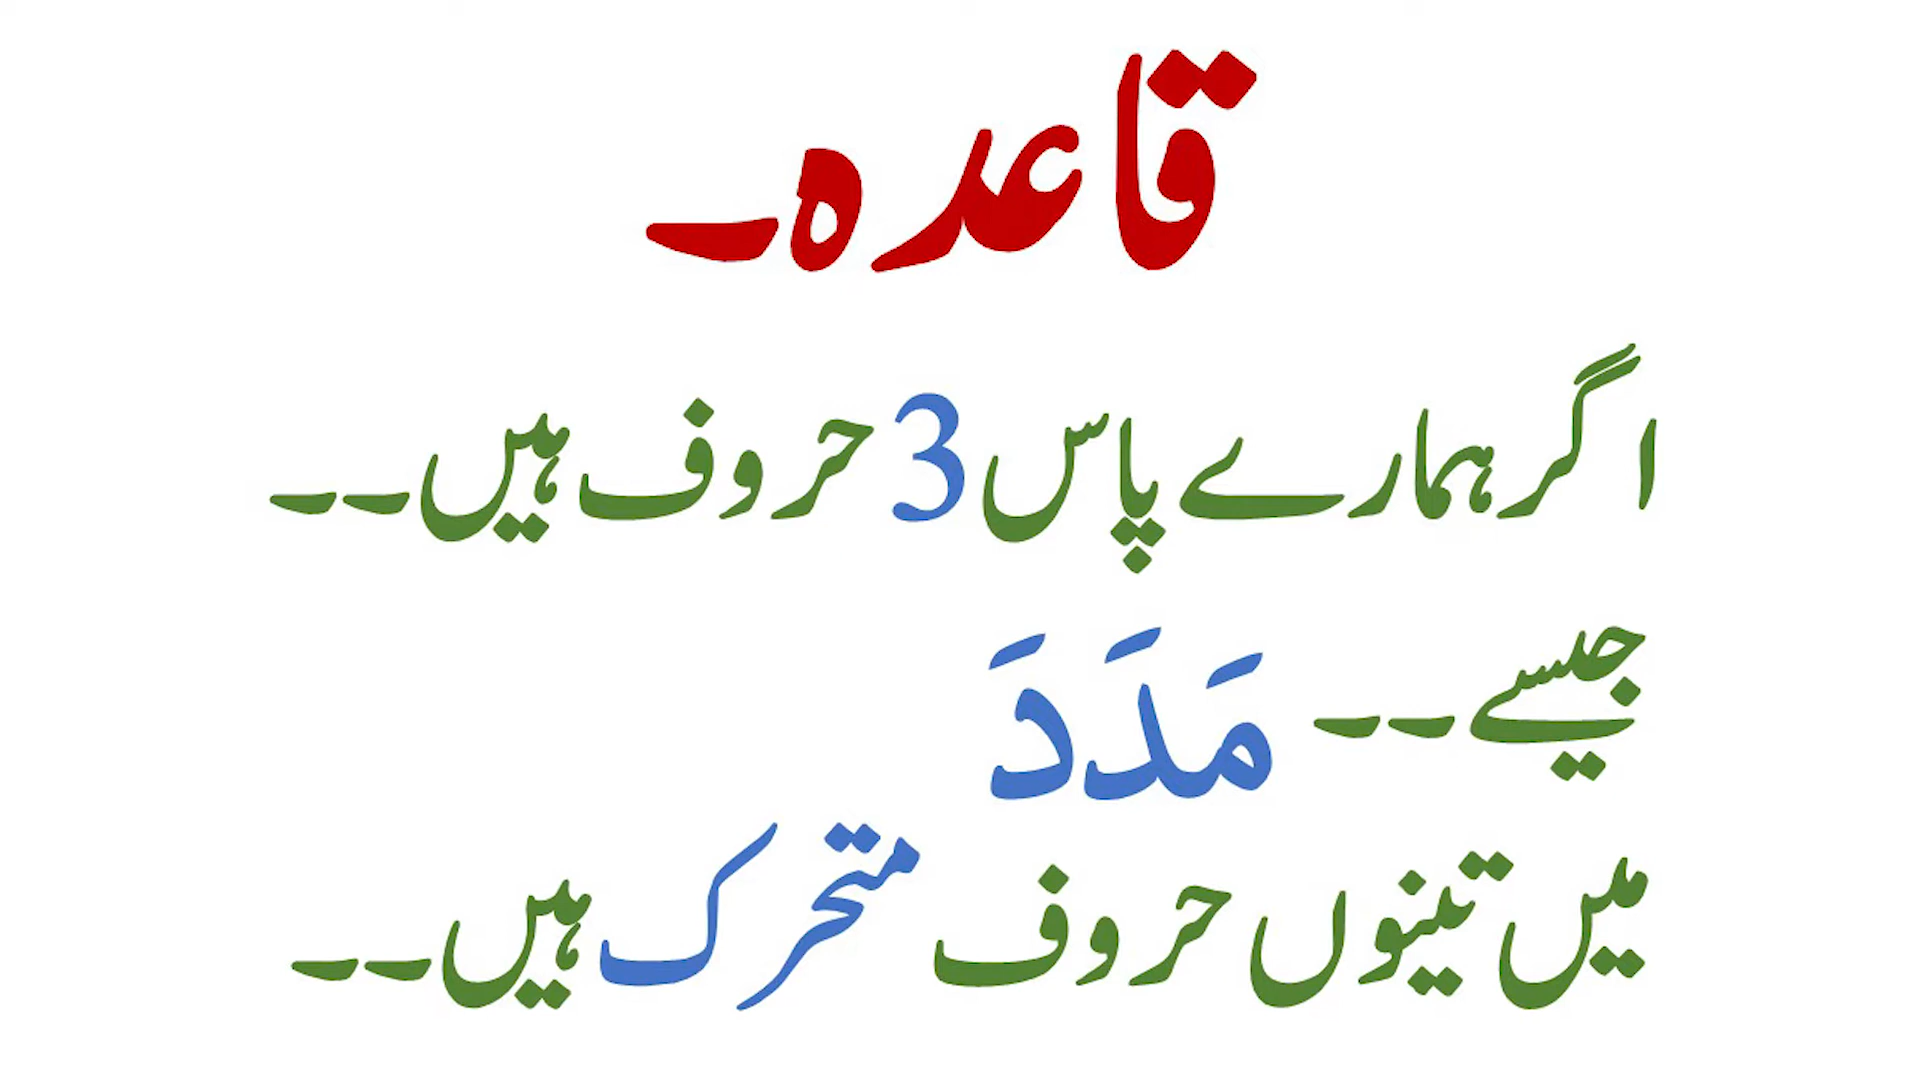 قاعدہ۔
اگر ہمارے پاس 3 حروف ہیں۔۔
جیسے۔۔ مَدَدَ
میں تینوں حروف متحرک ہیں۔۔